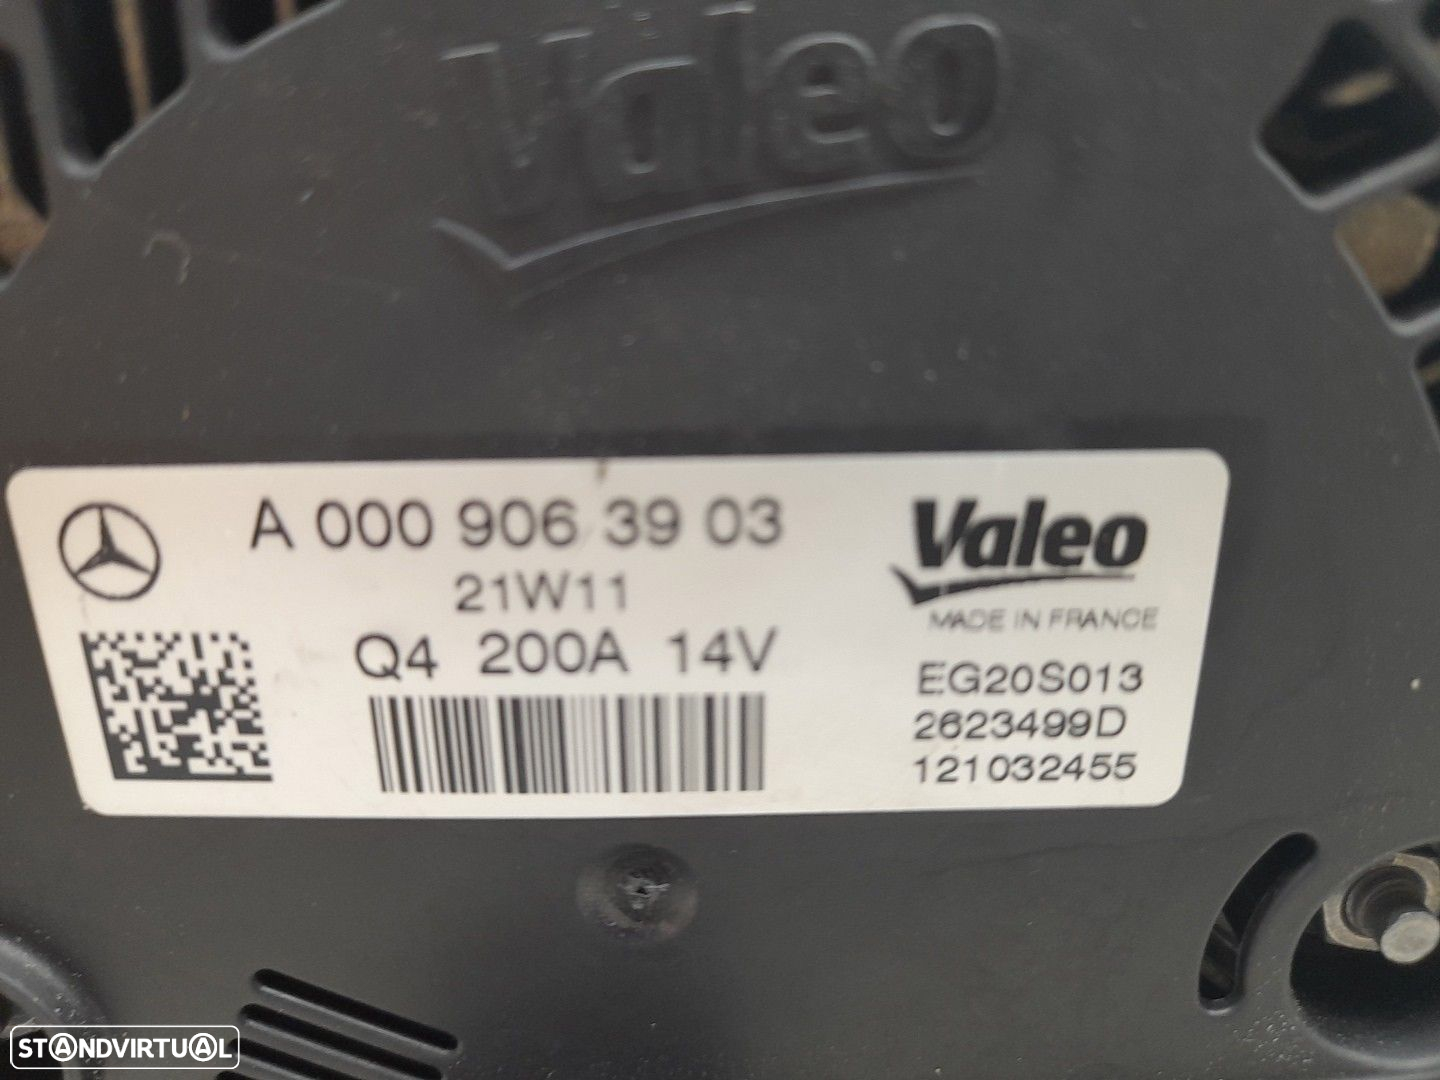 Valeo
A 000 906 39 03
21W11
Q4 200A 14V
Valeo
MADE IN FRANCE
EG20S013
2623499D
121032455
STANDVIRTUAL